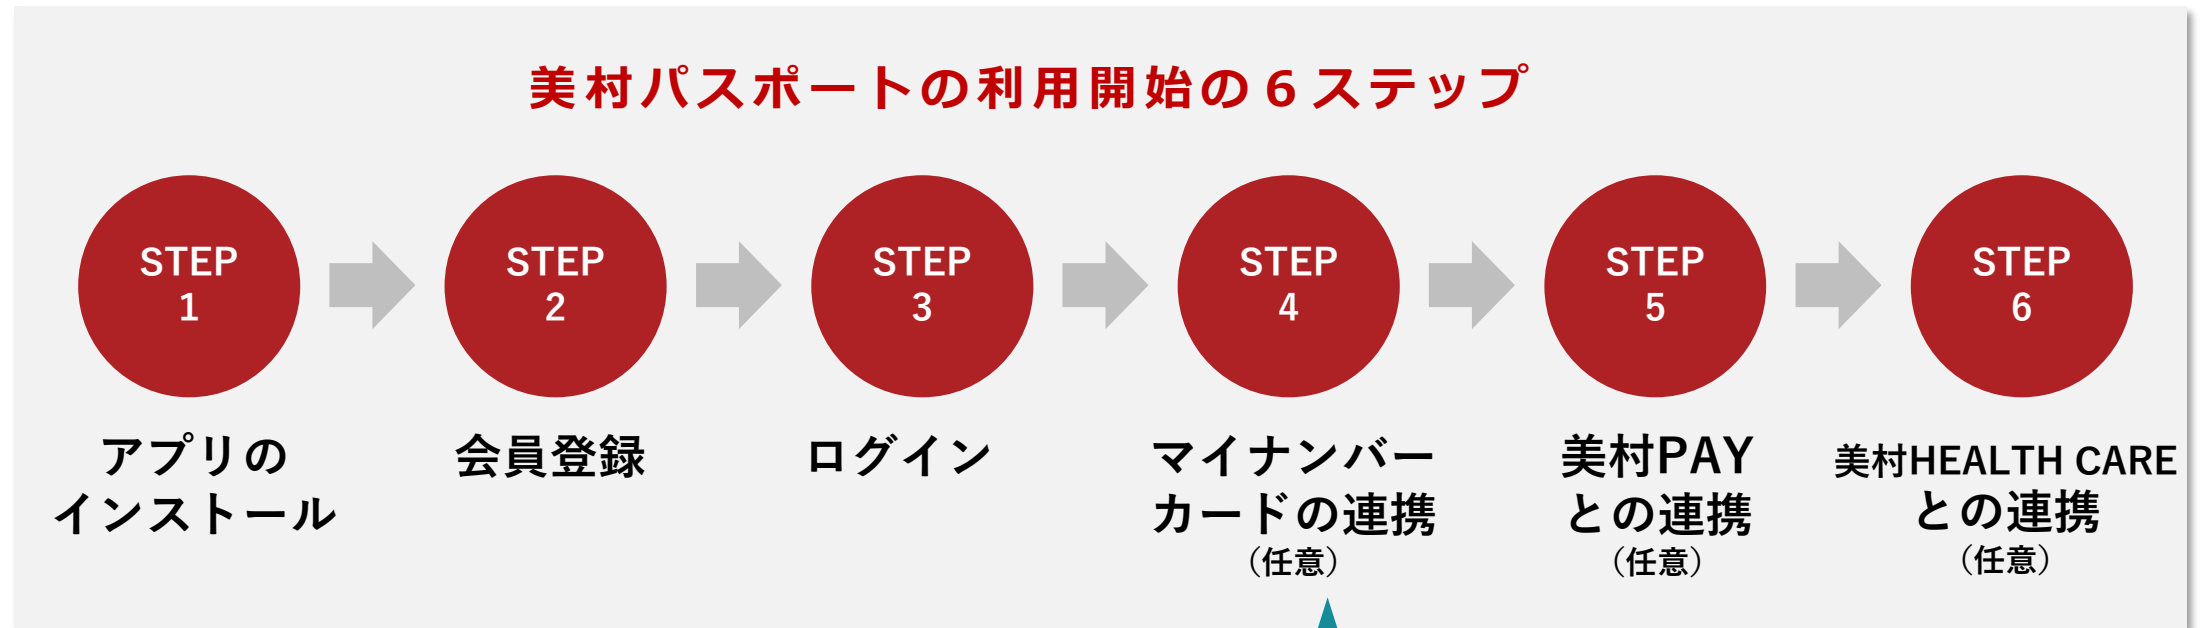 美村パスポートの利用開始の6ステップ
STEP
1
STEP
2
STEP
3
STEP
4
STEP
5
STEP
6
アプリの
インストール
会員登録
ログイン
マイナンバー
カードの連携
（任意）
美村PAY
との連携
（任意）
美村HEALTH CARE
との連携
（任意）